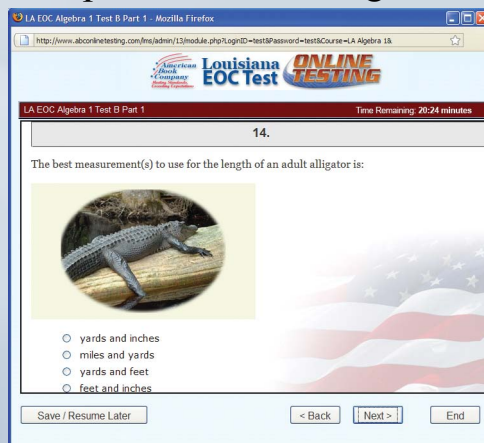 LA EOC Algebra 1 Test B Part 1 - Mozilla Firefox
http://www.abconlinetesting.com/lms/admin/13/module.php?LoginID=test&Password=test&Course=LA Algebra 1&
American
Book
Company
Louisiana
EOC Test
ONLINE
TESTING
LA EOC Algebra 1 Test B Part 1
Time Remaining: 20:24 minutes
14.
The best measurement(s) to use for the length of an adult alligator is:
yards and inches
miles and yards
yards and feet
feet and inches
Save / Resume Later
< Back
Next >
End